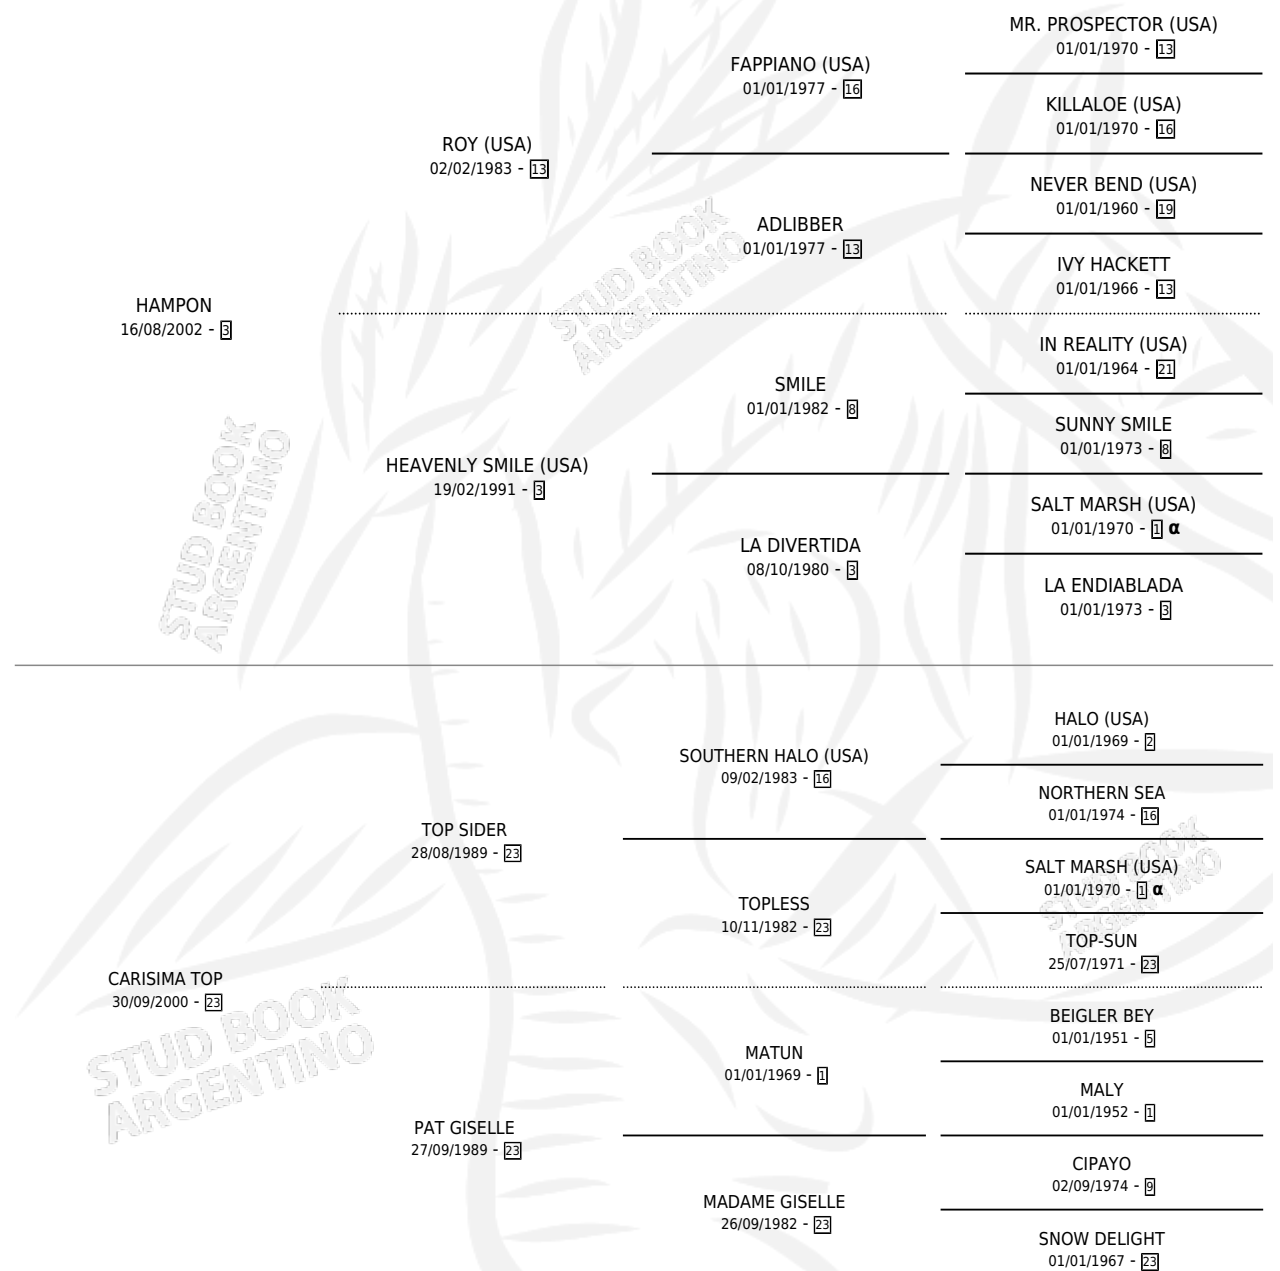 MR. PROSPECTOR (USA)
01/01/1970 - 13
FAPPIANO (USA)
01/01/1977 - 16
KILLALOE (USA)
01/01/1970 - 16
ROY (USA)
02/02/1983 - 13
NEVER BEND (USA)
01/01/1960 - 19
ADLIBBER
01/01/1977 - 13
IVY HACKETT
01/01/1966 - 13
HAMPON
16/08/2002 - 3
STUD BOOK
ARGENTINO
IN REALITY (USA)
01/01/1964 - 21
SMILE
01/01/1982 - 8
SUNNY SMILE
01/01/1973 - 8
HEAVENLY SMILE (USA)
19/02/1991 - 3
SALT MARSH (USA)
01/01/1970 - 1 α
LA DIVERTIDA
08/10/1980 - 3
LA ENDIABLADA
01/01/1973 - 3
STUD BOOK
ARGENTINO
HALO (USA)
01/01/1969 - 2
SOUTHERN HALO (USA)
09/02/1983 - 16
NORTHERN SEA
01/01/1974 - 16
TOP SIDER
28/08/1989 - 23
SALT MARSH (USA)
01/01/1970 - 1 α
STUD BOOK
ARGENTINO
TOPLESS
10/11/1982 - 23
TOP-SUN
25/07/1971 - 23
CARISIMA TOP
30/09/2000 - 23
BEIGLER BEY
01/01/1951 - 5
MATUN
01/01/1969 - 1
STUD BOOK
ARGENTINO
MALY
01/01/1952 - 1
PAT GISELLE
27/09/1989 - 23
CIPAYO
02/09/1974 - 9
MADAME GISELLE
26/09/1982 - 23
SNOW DELIGHT
01/01/1967 - 23